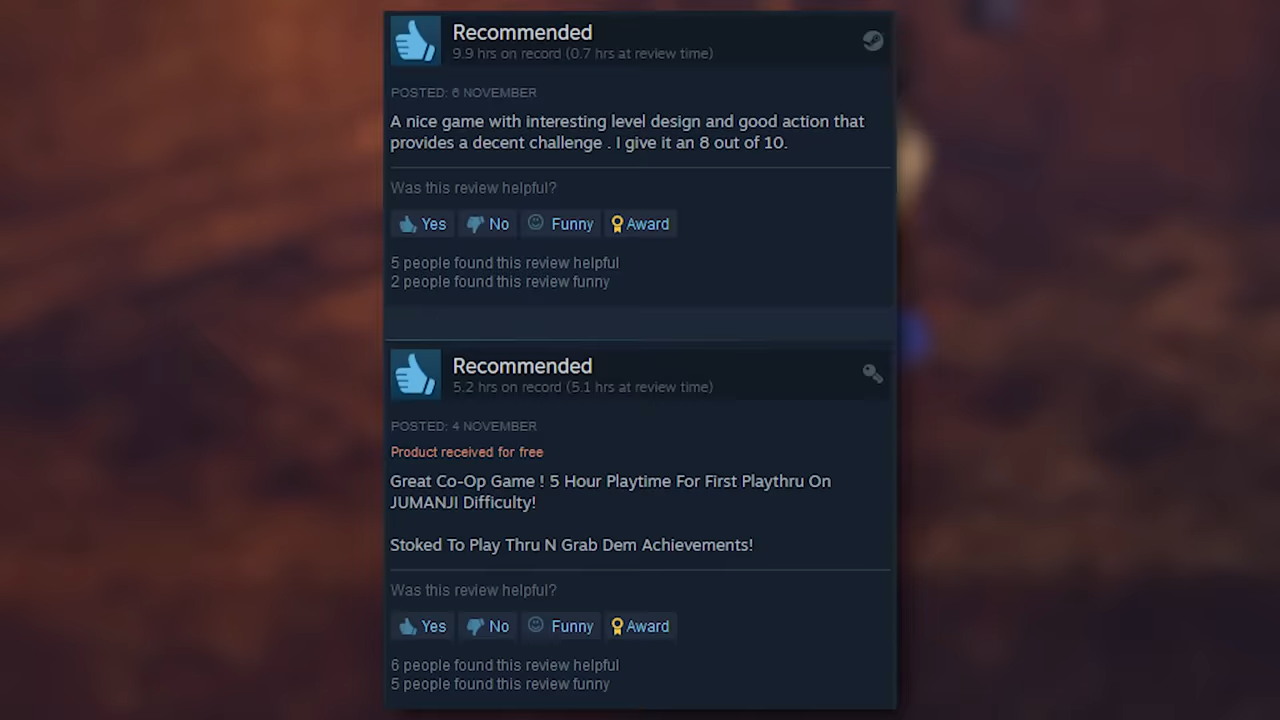 Recommended
9.9 hrs on record (0.7 hrs at review time)
POSTED: 6 NOVEMBER
A nice game with interesting level design and good action that
provides a decent challenge . I give it an 8 out of 10.
Was this review helpful?
Yes No Funny Award
5 people found this review helpful
2 people found this review funny
Recommended
5.2 hrs on record (5.1 hrs at review time)
POSTED: 4 NOVEMBER
Product received for free
Great Co-Op Game ! 5 Hour Playtime For First Playthru On
JUMANJI Difficulty!
Stoked To Play Thru N Grab Dem Achievements!
Was this review helpful?
Yes No Funny Award
6 people found this review helpful
5 people found this review funny